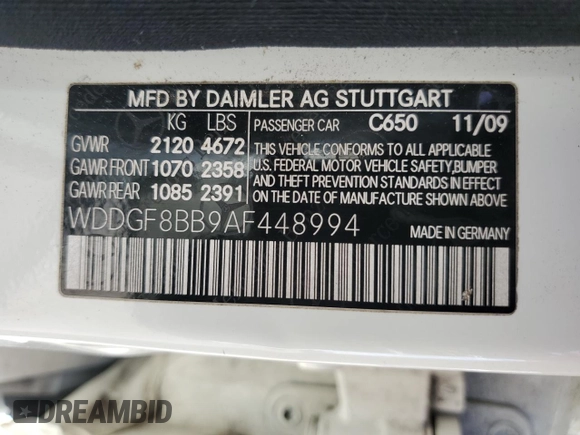 MFD BY DAIMLER AG STUTTGART
KG LBS PASSENGER CAR C650 11/09
GVWR 2120 4672 THIS VEHICLE CONFORMS TO ALL APPLICABLE
GAWR FRONT 1070 2358 U.S. FEDERAL MOTOR VEHICLE SAFETY, BUMPER
GAWR REAR 1085 2391 AND THEFT PREVENTION STANDARDS IN EFFECT
ON THE DATE OF MANUFACTURE SHOWN ABOVE.
WDDGF8BB9AF448994 MADE IN GERMANY
DREAMBID